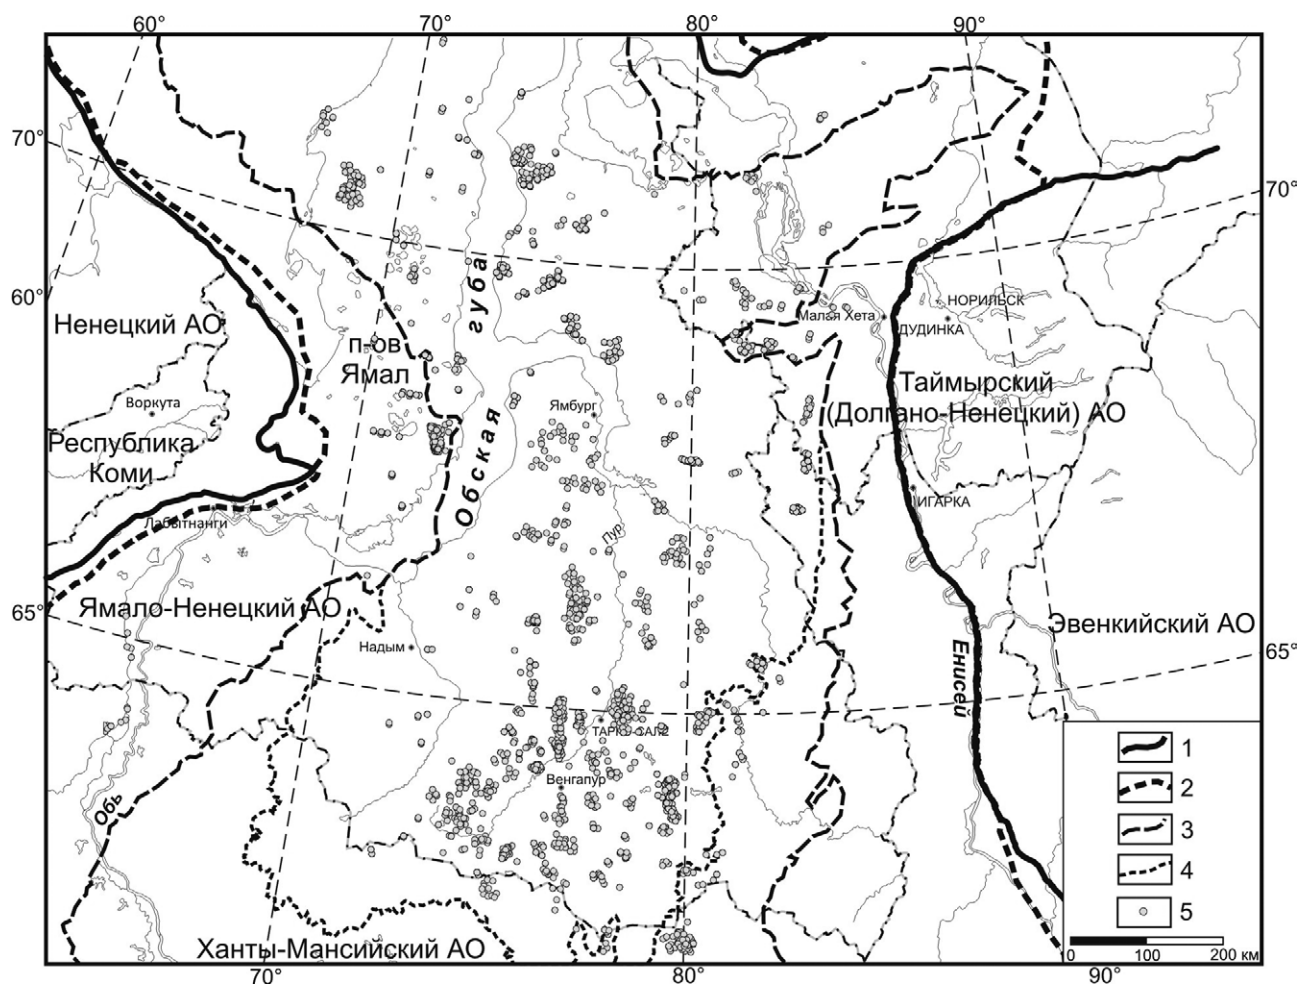 60°
70°
80°
90°
70°
70°
60°
губа
НОРИЛЬСК
Малая Хета
ДУДИНКА
Ненецкий АО
п-ов
Ямал
Таймырский
(Долгано-Ненецкий) АО
Воркута
Ямбург
Обская
Республика
Коми
ИГАРКА
Лабытнанги
Пур
65°
Ямало-Ненецкий АО
Эвенкийский АО
Надым
Енисей
65°
Венгапур
Обь
1
2
3
4
5
0
100
200 км
Ханты-Мансийский АО
70°
80°
90°